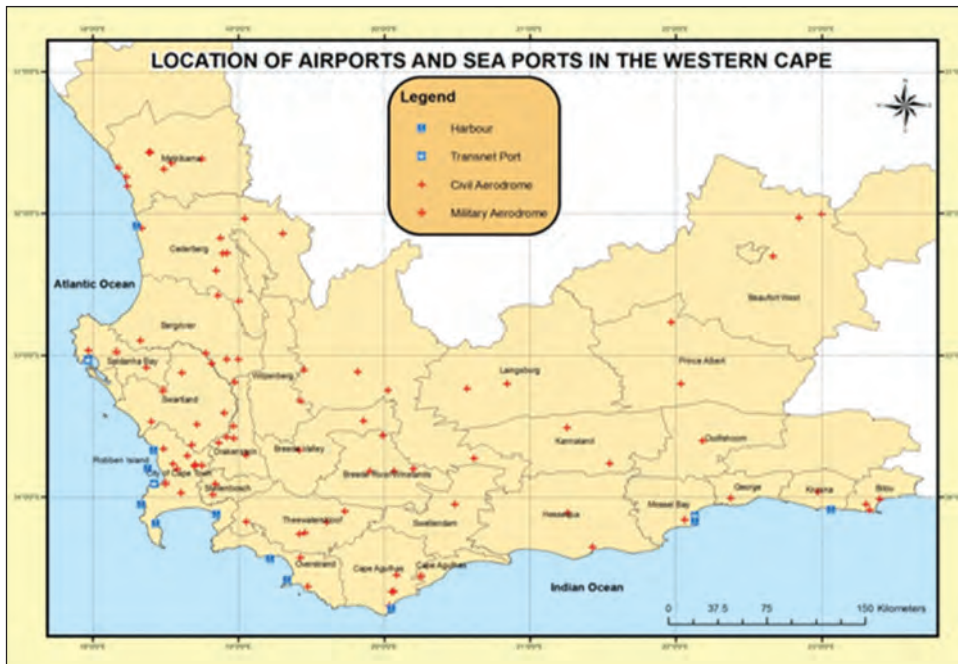 LOCATION OF AIRPORTS AND SEA PORTS IN THE WESTERN CAPE
Legend
Harbour
Transnet Port
Civil Aerodrome
Military Aerodrome
Matzikama
Cederberg
Atlantic Ocean
Bergrivier
Beaufort West
Saldanha Bay
Prince Albert
Witzenberg
Laingsburg
Swartland
Kannaland
Oudtshoorn
Robben Island
Drakenstein
Breede Valley
City of Cape Town
Breede River/Winelands
Stellenbosch
George
Knysna
Bitou
Mossel Bay
Hessequa
Theewaterskloof
Swellendam
Overstrand
Cape Agulhas
Cape Agulhas
Indian Ocean
0 37.5 75 150 Kilometers